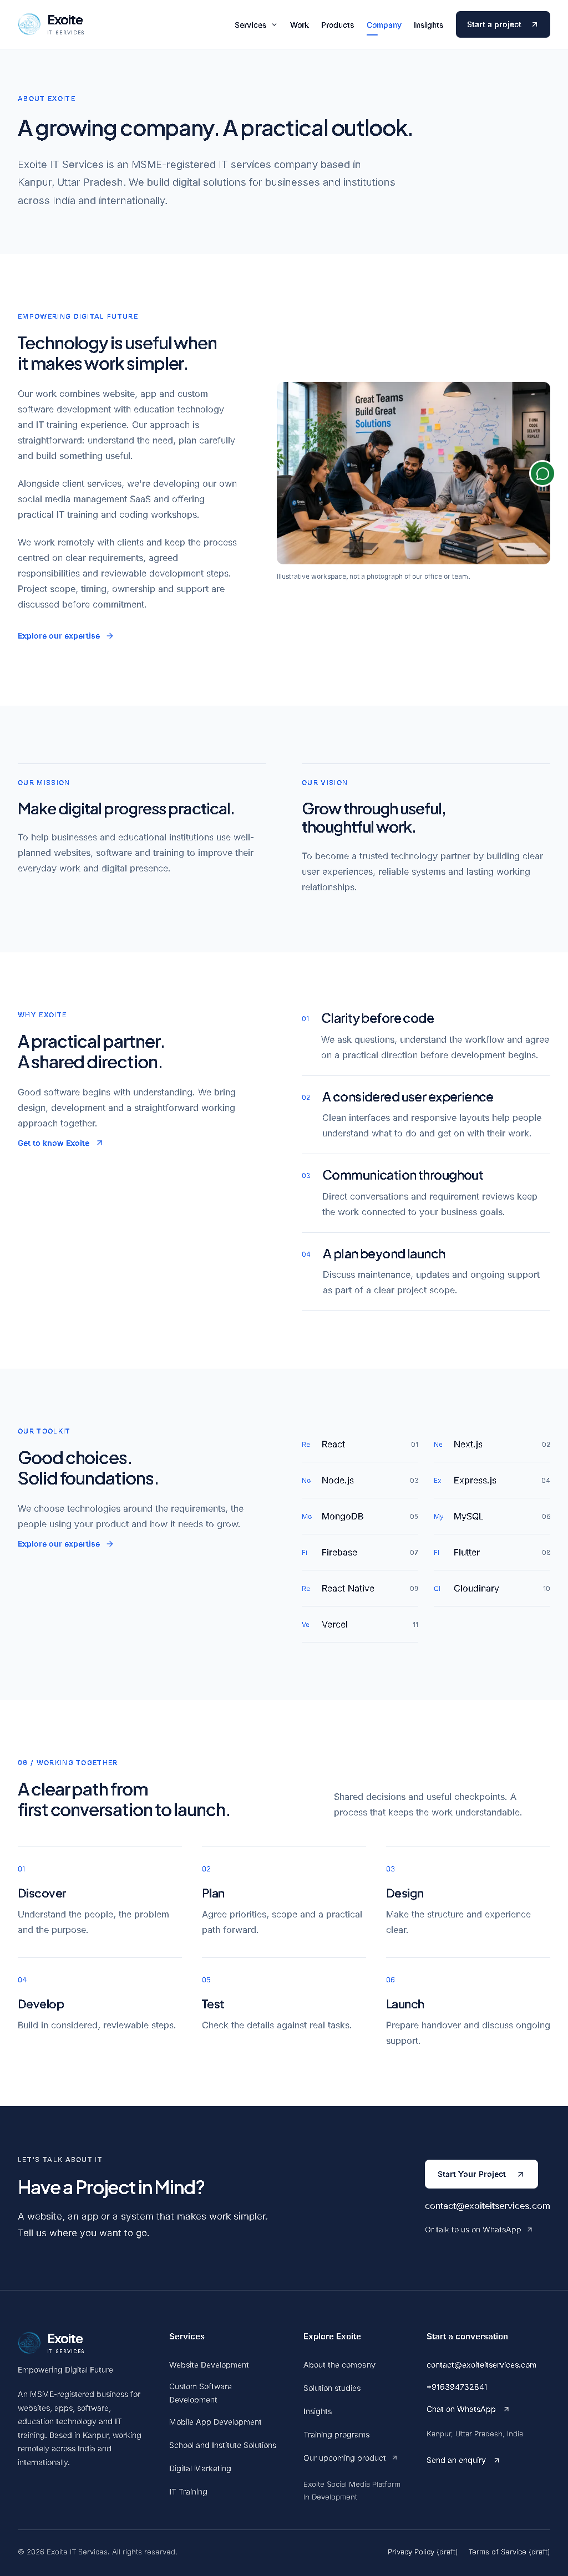 Exoite
IT SERVICES
Services
Work
Products
Company
Insights
Start a project
ABOUT EXOITE
A growing company. A practical outlook.
Exoite IT Services is an MSME-registered IT services company based in
Kanpur, Uttar Pradesh. We build digital solutions for businesses and institutions
across India and internationally.
EMPOWERING DIGITAL FUTURE
Technology is useful when
it makes work simpler.
Our work combines website, app and custom
software development with education technology
and IT training experience. Our approach is
straightforward: understand the need, plan carefully
and build something useful.
Alongside client services, we're developing our own
social media management SaaS and offering
practical IT training and coding workshops.
We work remotely with clients and keep the process
centred on clear requirements, agreed
responsibilities and reviewable development steps.
Project scope, timing, ownership and support are
discussed before commitment.
Explore our expertise
Great Teams
Build Great
Solutions
THINK
CODE
DELIVER
REPEAT
Illustrative workspace, not a photograph of our office or team.
OUR MISSION
Make digital progress practical.
To help businesses and educational institutions use well-
planned websites, software and training to improve their
everyday work and digital presence.
OUR VISION
Grow through useful,
thoughtful work.
To become a trusted technology partner by building clear
user experiences, reliable systems and lasting working
relationships.
WHY EXOITE
A practical partner.
A shared direction.
Good software begins with understanding. We bring
design, development and a straightforward working
approach together.
Get to know Exoite
01 Clarity before code
We ask questions, understand the workflow and agree
on a practical direction before development begins.
02 A considered user experience
Clean interfaces and responsive layouts help people
understand what to do and get on with their work.
03 Communication throughout
Direct conversations and requirement reviews keep
the work connected to your business goals.
04 A plan beyond launch
Discuss maintenance, updates and ongoing support
as part of a clear project scope.
OUR TOOLKIT
Good choices.
Solid foundations.
We choose technologies around the requirements, the
people using your product and how it needs to grow.
Explore our expertise
Re React 01
Ne Next.js 02
No Node.js 03
Ex Express.js 04
Mo MongoDB 05
My MySQL 06
Fi Firebase 07
Fl Flutter 08
Re React Native 09
Cl Cloudinary 10
Ve Vercel 11
06 / WORKING TOGETHER
A clear path from
first conversation to launch.
Shared decisions and useful checkpoints. A
process that keeps the work understandable.
01
Discover
Understand the people, the problem
and the purpose.
02
Plan
Agree priorities, scope and a practical
path forward.
03
Design
Make the structure and experience
clear.
04
Develop
Build in considered, reviewable steps.
05
Test
Check the details against real tasks.
06
Launch
Prepare handover and discuss ongoing
support.
LET'S TALK ABOUT IT
Have a Project in Mind?
A website, an app or a system that makes work simpler.
Tell us where you want to go.
Start Your Project
contact@exoiteitservices.com
Or talk to us on WhatsApp
Exoite
IT SERVICES
Empowering Digital Future
An MSME-registered business for
websites, apps, software,
education technology and IT
training. Based in Kanpur, working
remotely across India and
internationally.
Services
Website Development
Custom Software
Development
Mobile App Development
School and Institute Solutions
Digital Marketing
IT Training
Explore Exoite
About the company
Solution studies
Insights
Training programs
Our upcoming product
Exoite Social Media Platform
In Development
Start a conversation
contact@exoiteitservices.com
+916394732841
Chat on WhatsApp
Kanpur, Uttar Pradesh, India
Send an enquiry
© 2026 Exoite IT Services. All rights reserved.
Privacy Policy (draft)
Terms of Service (draft)